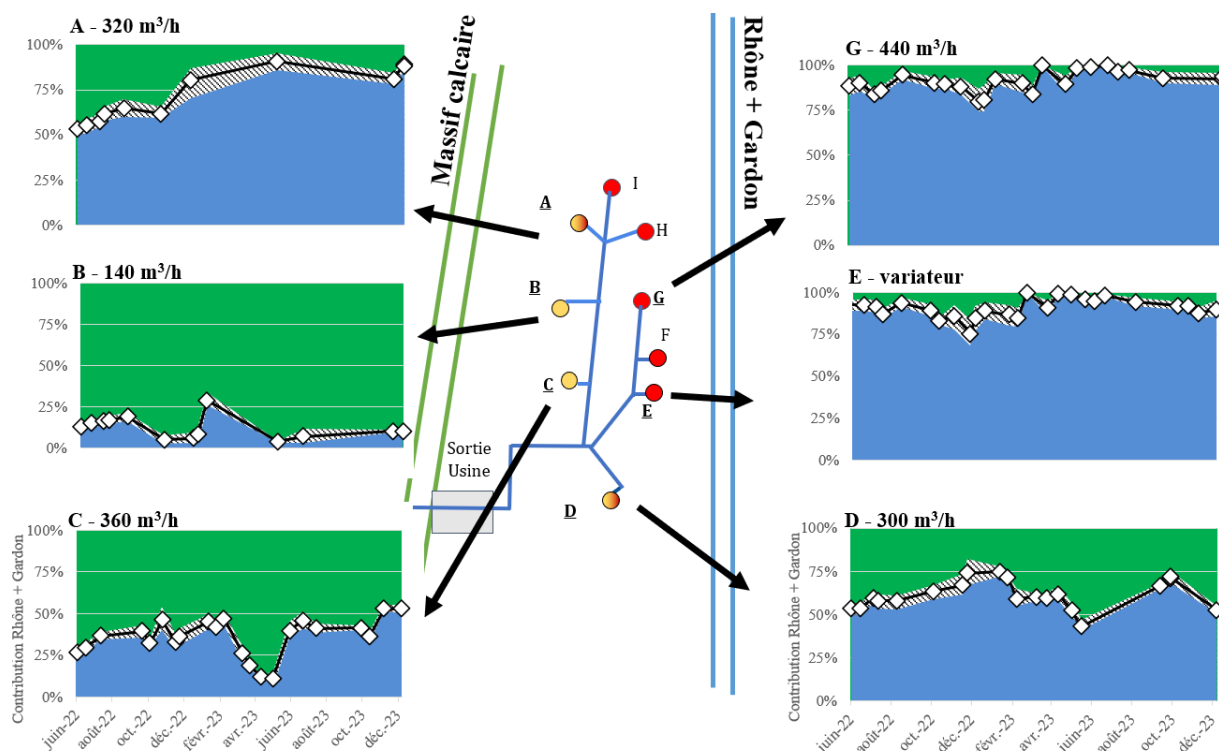 A - 320 m³/h
100%
75%
50%
25%
0%
B - 140 m³/h
100%
75%
50%
25%
0%
C - 360 m³/h
Contribution Rhône + Gardon
100%
75%
50%
25%
0%
juin-22
août-22
oct.-22
déc.-22
févr.-23
avr.-23
juin-23
août-23
oct.-23
déc.-23
Massif calcaire
Rhône + Gardon
I
A
H
B
G
F
C
E
Sortie
Usine
D
G - 440 m³/h
100%
75%
50%
25%
0%
E - variateur
100%
75%
50%
25%
0%
D - 300 m³/h
Contribution Rhône + Gardon
100%
75%
50%
25%
0%
juin-22
août-22
oct.-22
déc.-22
févr.-23
avr.-23
juin-23
août-23
oct.-23
déc.-23